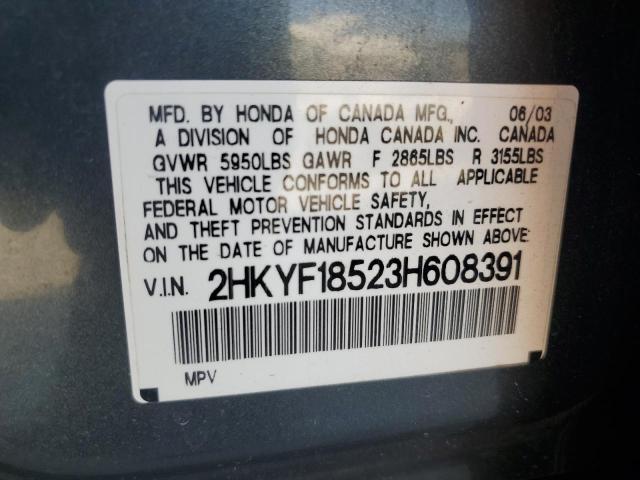 MFD. BY HONDA OF CANADA MFG., 06/03
A DIVISION OF HONDA CANADA INC. CANADA
GVWR 5950LBS GAWR F 2865LBS R 3155LBS
THIS VEHICLE CONFORMS TO ALL APPLICABLE
FEDERAL MOTOR VEHICLE SAFETY,
AND THEFT PREVENTION STANDARDS IN EFFECT
ON THE DATE OF MANUFACTURE SHOWN ABOVE:
V.I.N. 2HKYF18523H608391
MPV